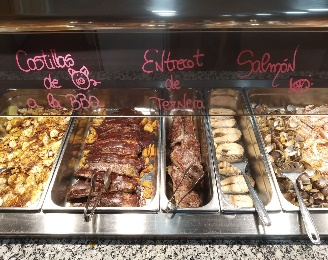 Costillas
de
a la BBQ
Entrecot
de
Ternera
Salmón